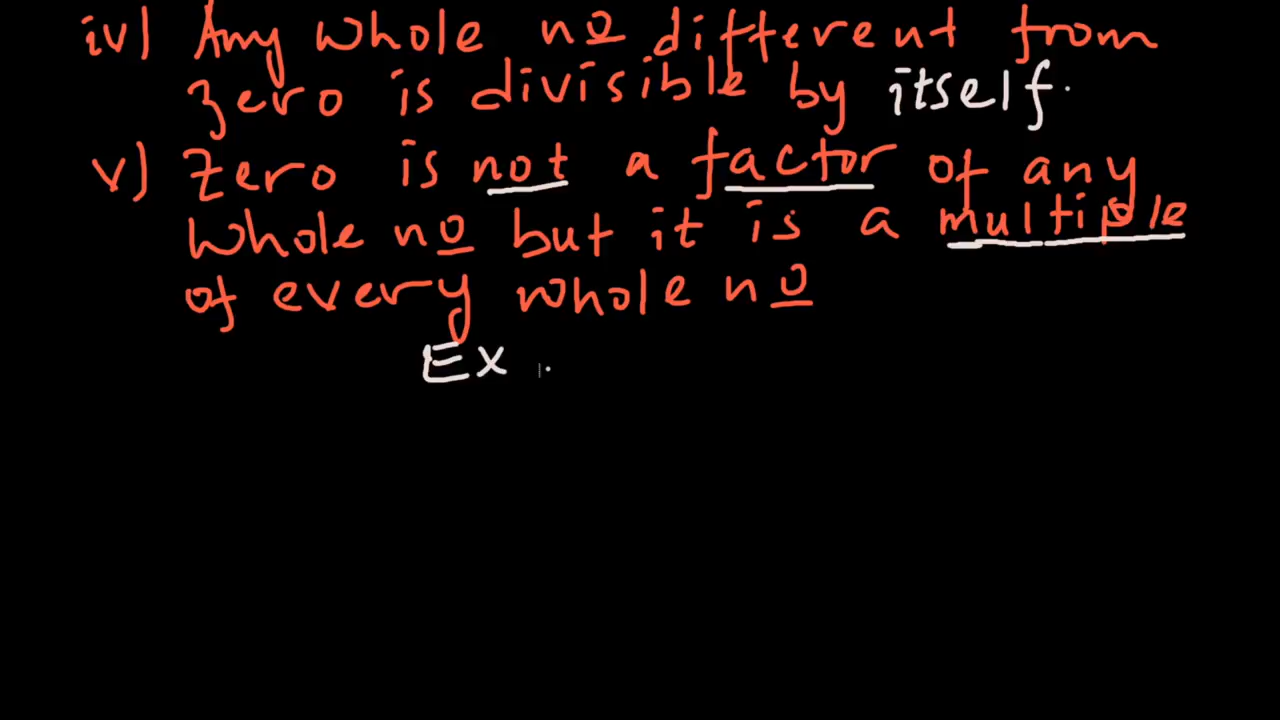 iv) Any whole no different from
zero is divisible by itself.
v) Zero is not a factor of any
whole no but it is a multiple
of every whole no
Ex .